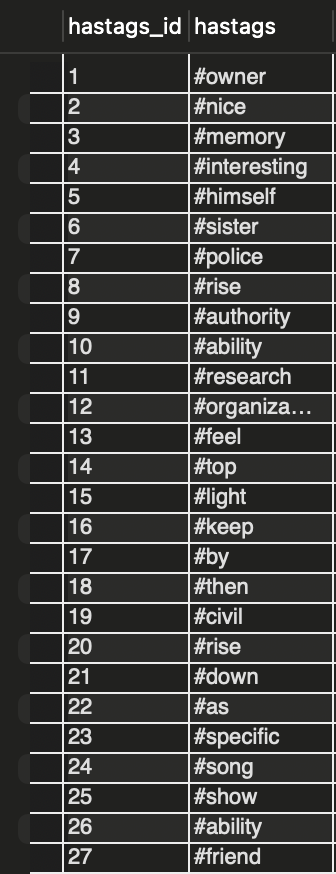 hastags_id hastags
1 #owner
2 #nice
3 #memory
4 #interesting
5 #himself
6 #sister
7 #police
8 #rise
9 #authority
10 #ability
11 #research
12 #organiza...
13 #feel
14 #top
15 #light
16 #keep
17 #by
18 #then
19 #civil
20 #rise
21 #down
22 #as
23 #specific
24 #song
25 #show
26 #ability
27 #friend